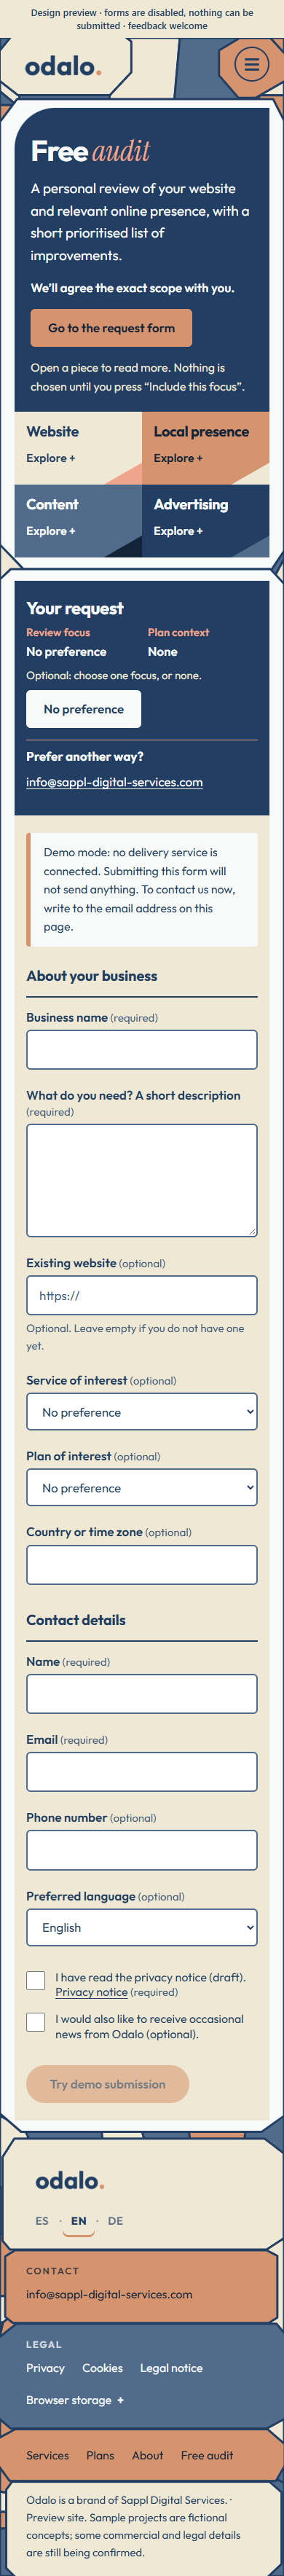 Design preview · forms are disabled, nothing can be
submitted · feedback welcome
odalo.
Free audit
A personal review of your website
and relevant online presence, with a
short prioritised list of
improvements.
We’ll agree the exact scope with you.
Go to the request form
Open a piece to read more. Nothing is
chosen until you press “Include this focus”.
Website
Explore +
Local presence
Explore +
Content
Explore +
Advertising
Explore +
Your request
Review focus
No preference
Plan context
None
Optional: choose one focus, or none.
No preference
Prefer another way?
info@sappl-digital-services.com
Demo mode: no delivery service is
connected. Submitting this form will
not send anything. To contact us now,
write to the email address on this
page.
About your business
Business name (required)
What do you need? A short description
(required)
Existing website (optional)
https://
Optional. Leave empty if you do not have one
yet.
Service of interest (optional)
No preference
Plan of interest (optional)
No preference
Country or time zone (optional)
Contact details
Name (required)
Email (required)
Phone number (optional)
Preferred language (optional)
English
I have read the privacy notice (draft).
Privacy notice (required)
I would also like to receive occasional
news from Odalo (optional).
Try demo submission
odalo.
ES · EN · DE
CONTACT
info@sappl-digital-services.com
LEGAL
Privacy Cookies Legal notice
Browser storage +
Services Plans About Free audit
Odalo is a brand of Sappl Digital Services. ·
Preview site. Sample projects are fictional
concepts; some commercial and legal details
are still being confirmed.